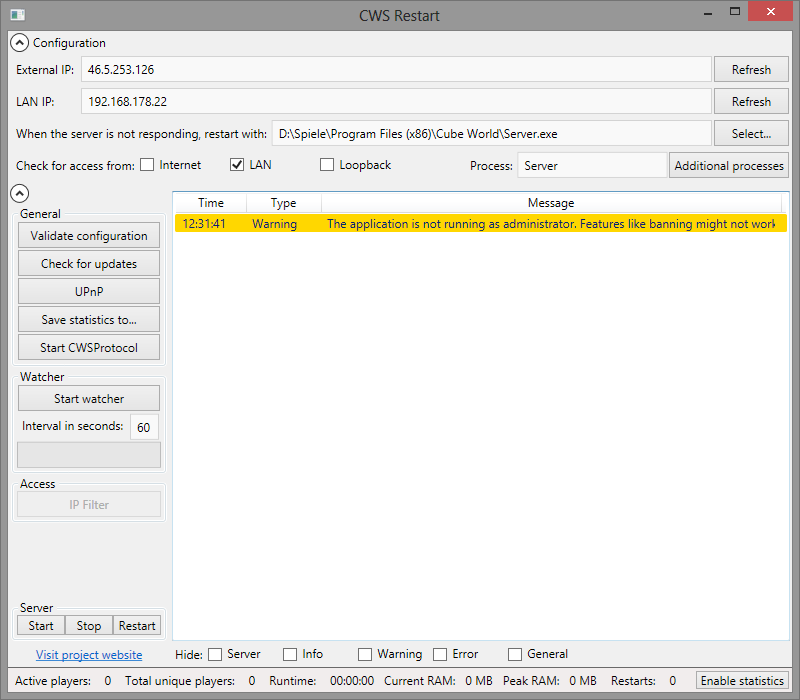 CWS Restart
Configuration
External IP: 46.5.253.126 Refresh
LAN IP: 192.168.178.22 Refresh
When the server is not responding, restart with: D:\Spiele\Program Files (x86)\Cube World\Server.exe Select...
Check for access from: Internet LAN Loopback Process: Server Additional processes
Time Type Message
12:31:41 Warning The application is not running as administrator. Features like banning might not work
General
Validate configuration
Check for updates
UPnP
Save statistics to...
Start CWSProtocol
Watcher
Start watcher
Interval in seconds: 60
Access
IP Filter
Server
Start Stop Restart
Visit project website
Hide: Server Info Warning Error General
Active players: 0 Total unique players: 0 Runtime: 00:00:00 Current RAM: 0 MB Peak RAM: 0 MB Restarts: 0 Enable statistics